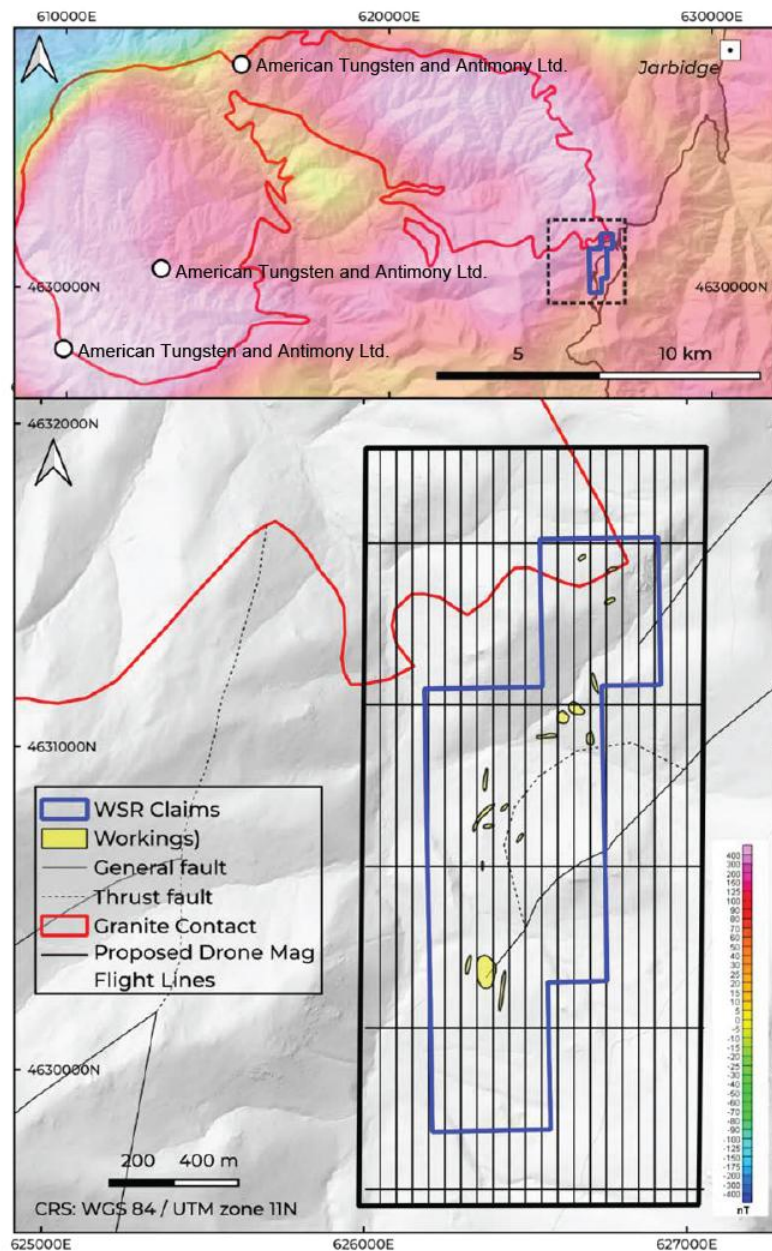 610000E 620000E 630000E
American Tungsten and Antimony Ltd.
Jarbidge
American Tungsten and Antimony Ltd.
4630000N 4630000N
American Tungsten and Antimony Ltd.
5 10 km
4632000N
4631000N
WSR Claims
Workings)
General fault
Thrust fault
Granite Contact
Proposed Drone Mag
Flight Lines
4630000N
200 400 m
CRS: WGS 84 / UTM zone 11N
400
300
200
165
125
105
90
80
70
60
50
40
30
25
20
15
10
5
0
-5
-10
-15
-20
-25
-30
-40
-50
-60
-70
-80
-90
-100
-125
-145
-150
-200
-300
-400
nT
625000E 626000E 627000E